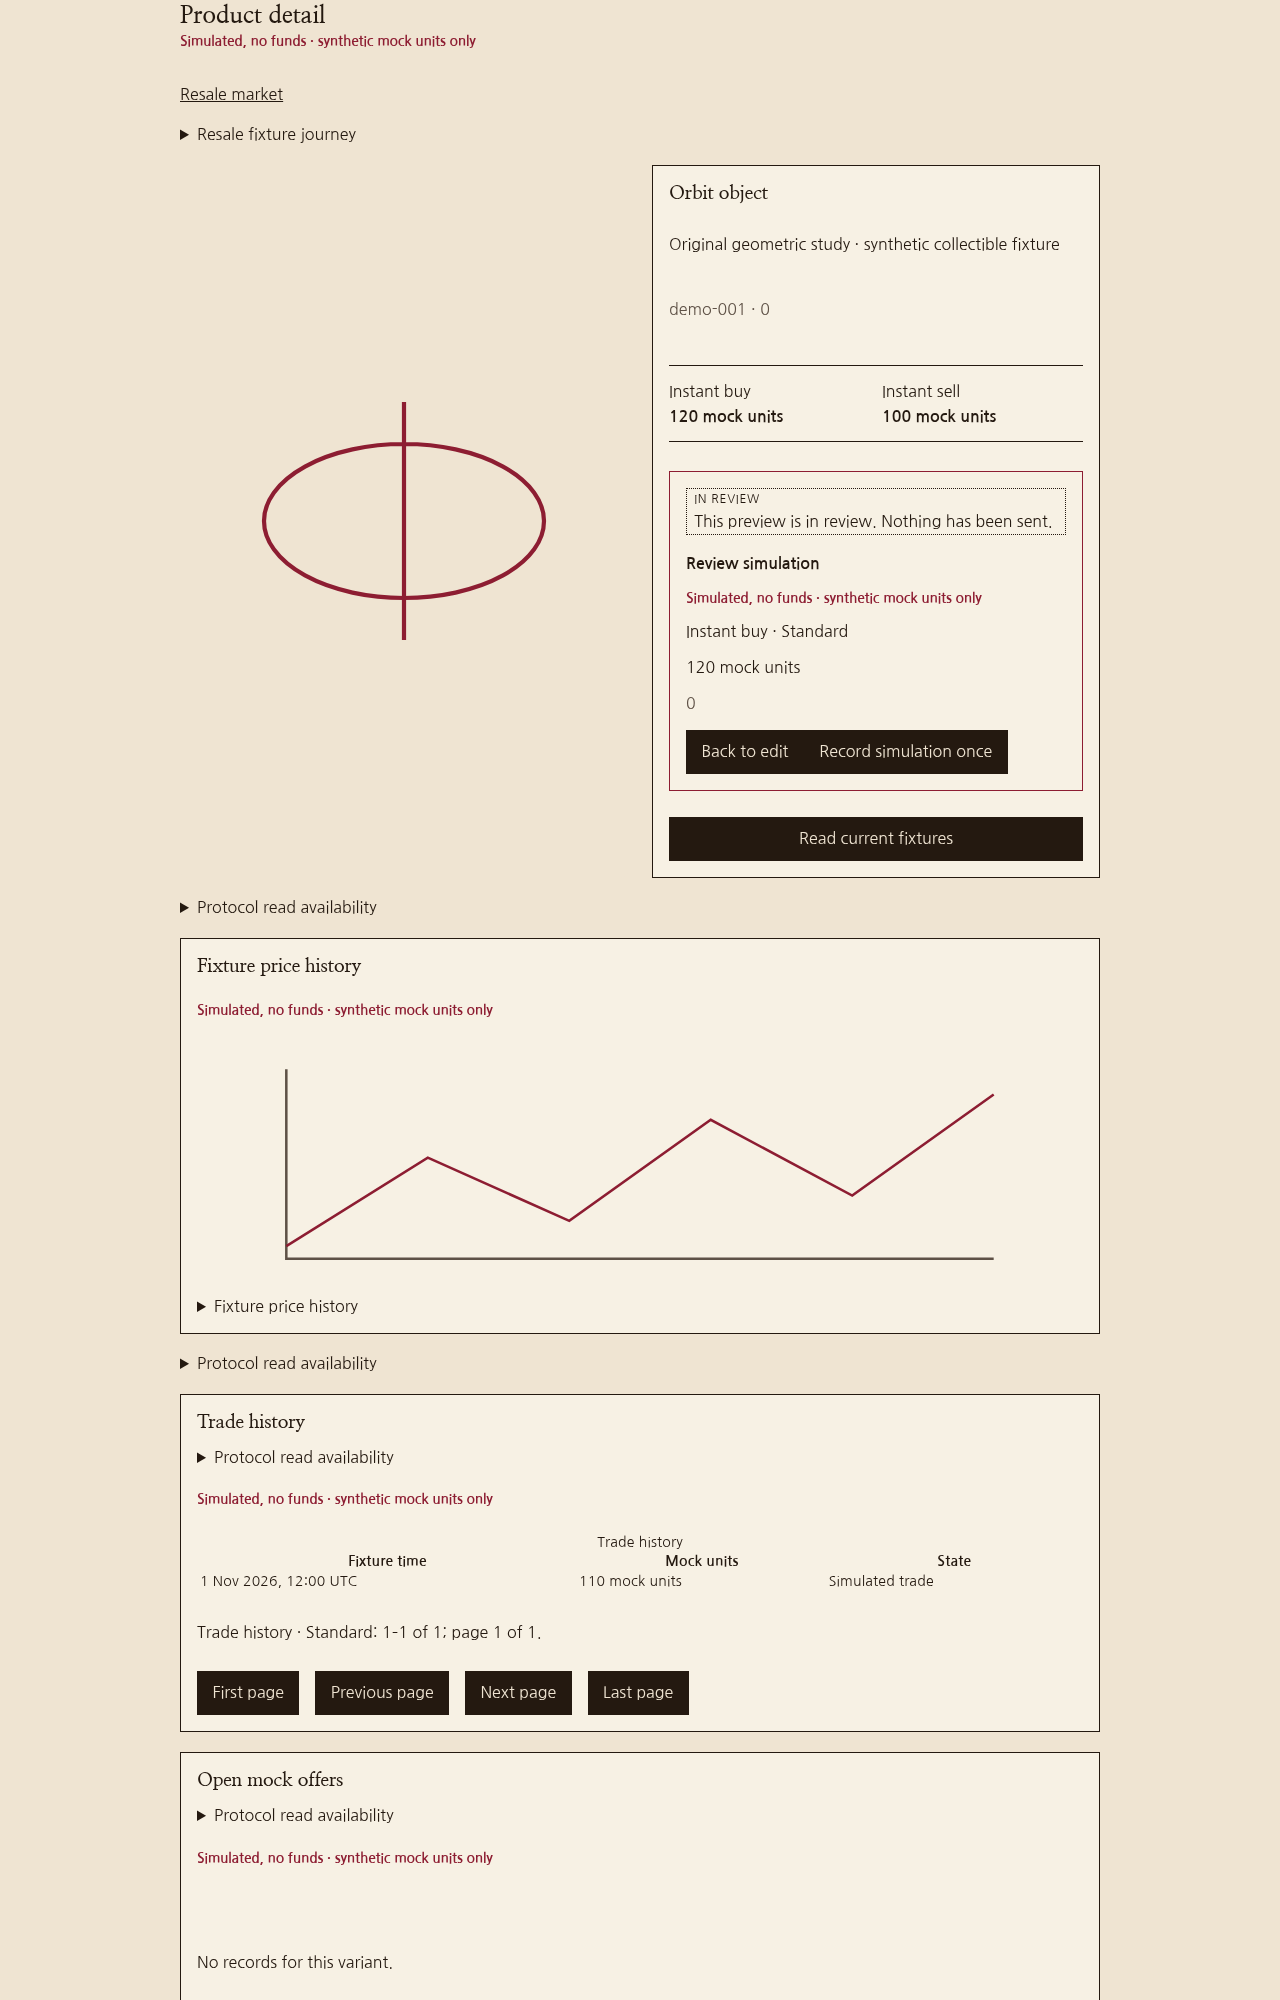 Product detail
Simulated, no funds · synthetic mock units only
Resale market
Resale fixture journey
Orbit object
Original geometric study · synthetic collectible fixture
demo-001 · 0
Instant buy Instant sell
120 mock units 100 mock units
IN REVIEW
This preview is in review. Nothing has been sent.
Review simulation
Simulated, no funds · synthetic mock units only
Instant buy · Standard
120 mock units
0
Back to edit Record simulation once
Read current fixtures
Protocol read availability
Fixture price history
Simulated, no funds · synthetic mock units only
Fixture price history
Protocol read availability
Trade history
Protocol read availability
Simulated, no funds · synthetic mock units only
Trade history
Fixture time Mock units State
1 Nov 2026, 12:00 UTC 110 mock units Simulated trade
Trade history · Standard: 1–1 of 1; page 1 of 1.
First page Previous page Next page Last page
Open mock offers
Protocol read availability
Simulated, no funds · synthetic mock units only
No records for this variant.